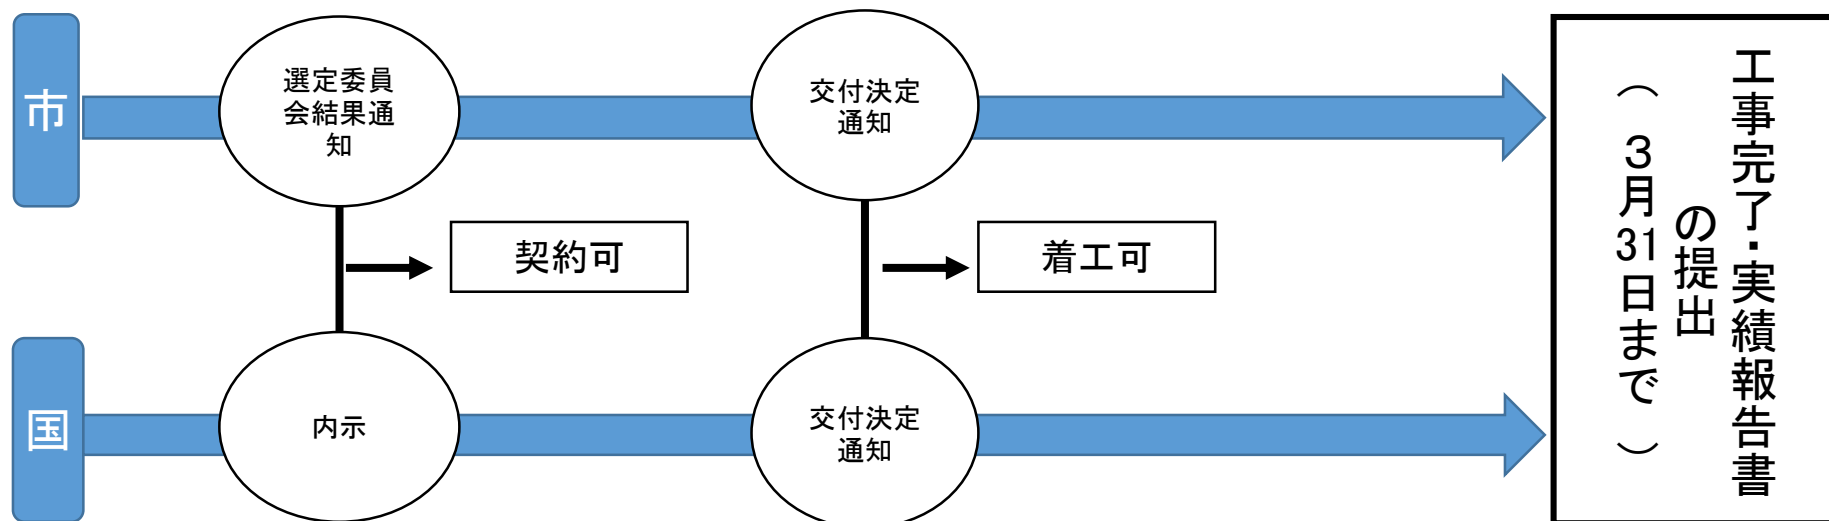 市
選定委員
会結果通
知
交付決定
通知
契約可
着工可
国
内示
交付決定
通知
工事完了・実績報告書
の提出
（３月31日まで）